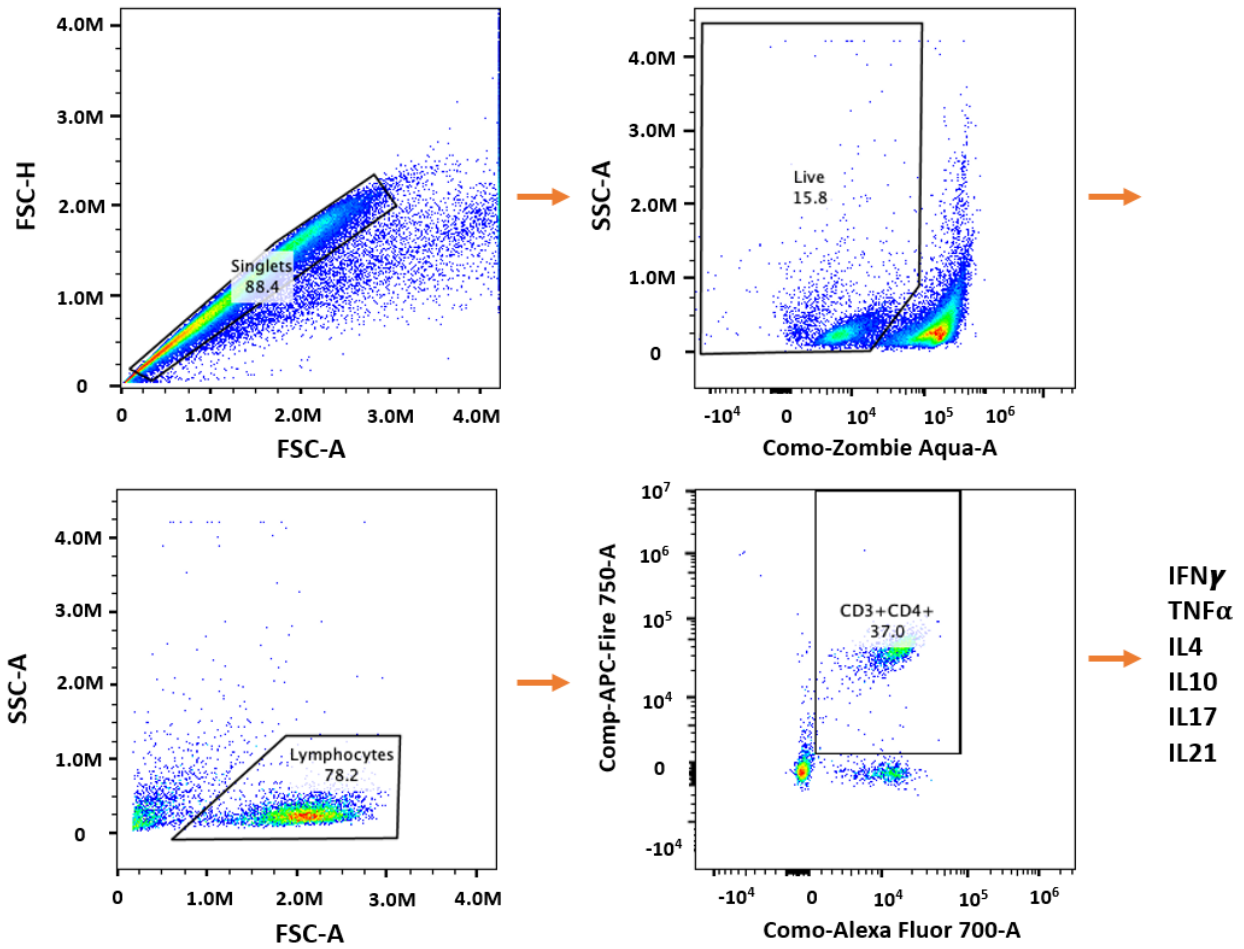 4.0M
3.0M
2.0M
1.0M
0
FSC-H
Singlets
88.4
0 1.0M 2.0M 3.0M 4.0M
FSC-A
4.0M
3.0M
2.0M
1.0M
0
SSC-A
Live
15.8
-10⁴ 0 10⁴ 10⁵ 10⁶
Como-Zombie Aqua-A
4.0M
3.0M
2.0M
1.0M
0
SSC-A
Lymphocytes
78.2
0 1.0M 2.0M 3.0M 4.0M
FSC-A
10⁷
10⁶
10⁵
10⁴
0
-10⁴
Comp-APC-Fire 750-A
CD3+CD4+
37.0
-10⁴ 0 10⁴ 10⁵ 10⁶
Como-Alexa Fluor 700-A
IFNγ
TNFα
IL4
IL10
IL17
IL21